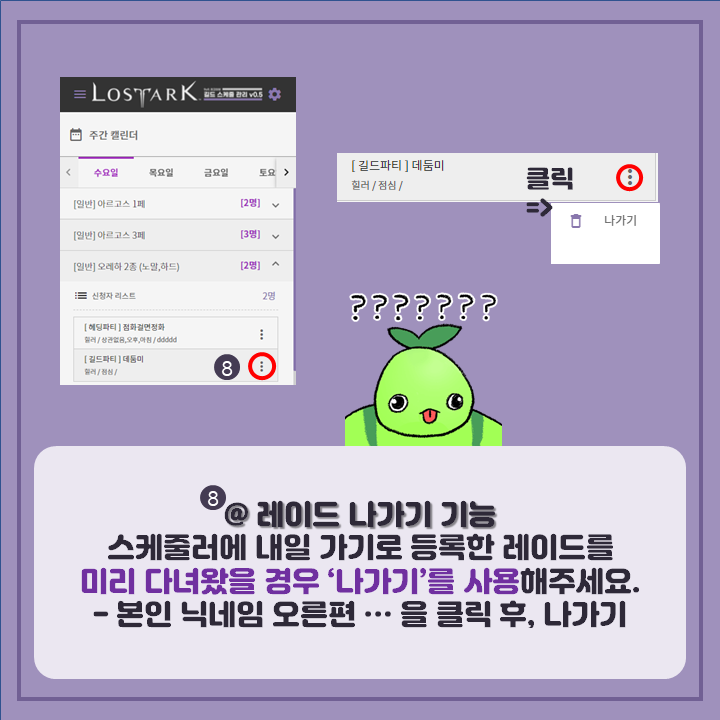 LOSTARK
길드 스케줄 관리 v0.5
주간 캘린더
수요일 목요일 금요일 토요
[일반] 아르고스 1페 [2명]
[일반] 아르고스 3페 [3명]
[일반] 오레하 2종 (노말,하드) [2명]
신청자 리스트 2명
[ 헤딩파티 ] 점화걸면정화
힐러 / 상관없음,오후,아침 / ddddd
[ 길드파티 ] 데둠미
힐러 / 점심 /
8
[ 길드파티 ] 데둠미
힐러 / 점심 /
클릭
=>
나가기
???????
8
@ 레이드 나가기 기능
스케줄러에 내일 가기로 등록한 레이드를
미리 다녀왔을 경우 ‘나가기’를 사용해주세요.
- 본인 닉네임 오른편 … 을 클릭 후, 나가기